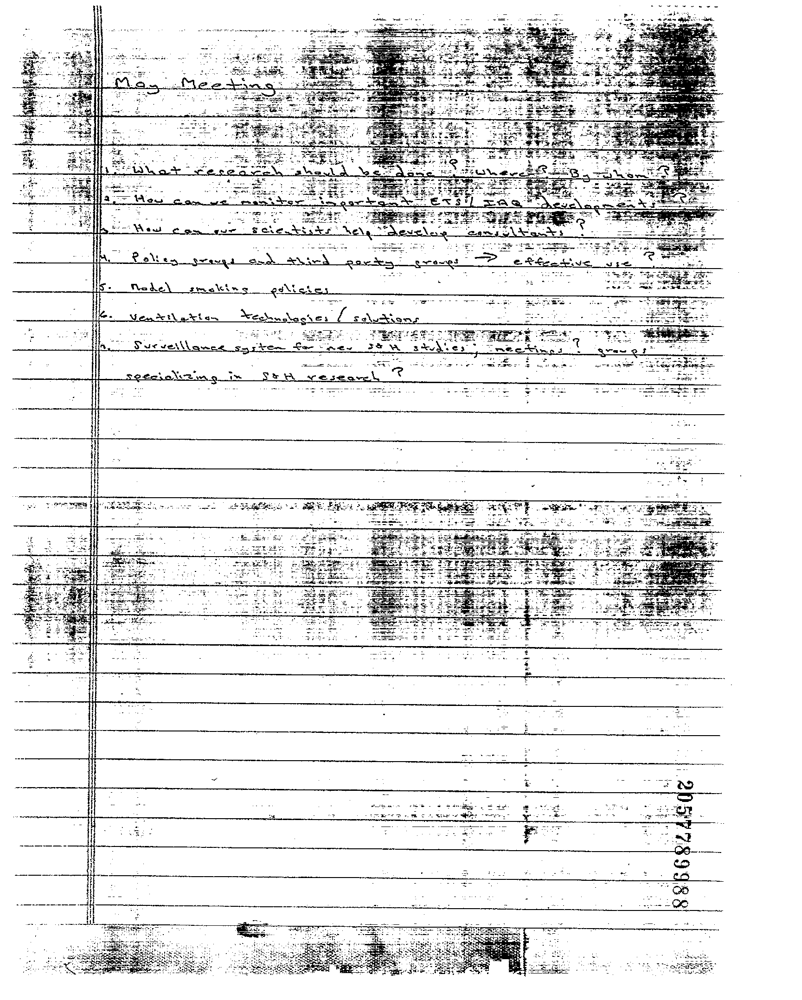 May Meeting
1. What research should be done? Where? By whom?
2. How can we monitor important ETS/IAQ developments?
3. How can our scientists help develop consultants?
4. Policy groups and third party groups → effective use?
5. Model smoking policies
6. Ventilation technologies/solutions
7. Surveillance system for new S&H studies, meetings? groups
specializing in S&H research?
2057789988